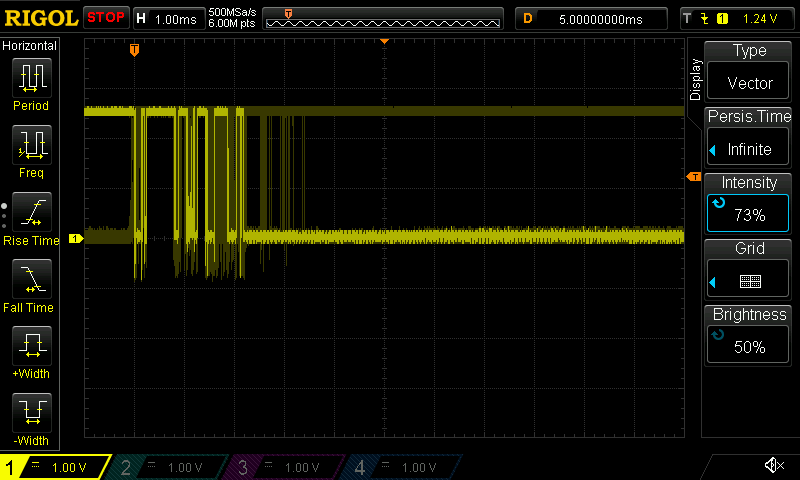 RIGOL STOP H 1.00ms 500MSa/s 6.00M pts T D 5.00000000ms T 1 1.24 V
Horizontal
Period
Freq
Rise Time
Fall Time
+Width
-Width
T
T
1
Display
Type
Vector
Persis.Time
Infinite
Intensity
73%
Grid
Brightness
50%
1 1.00 V 2 1.00 V 3 1.00 V 4 1.00 V